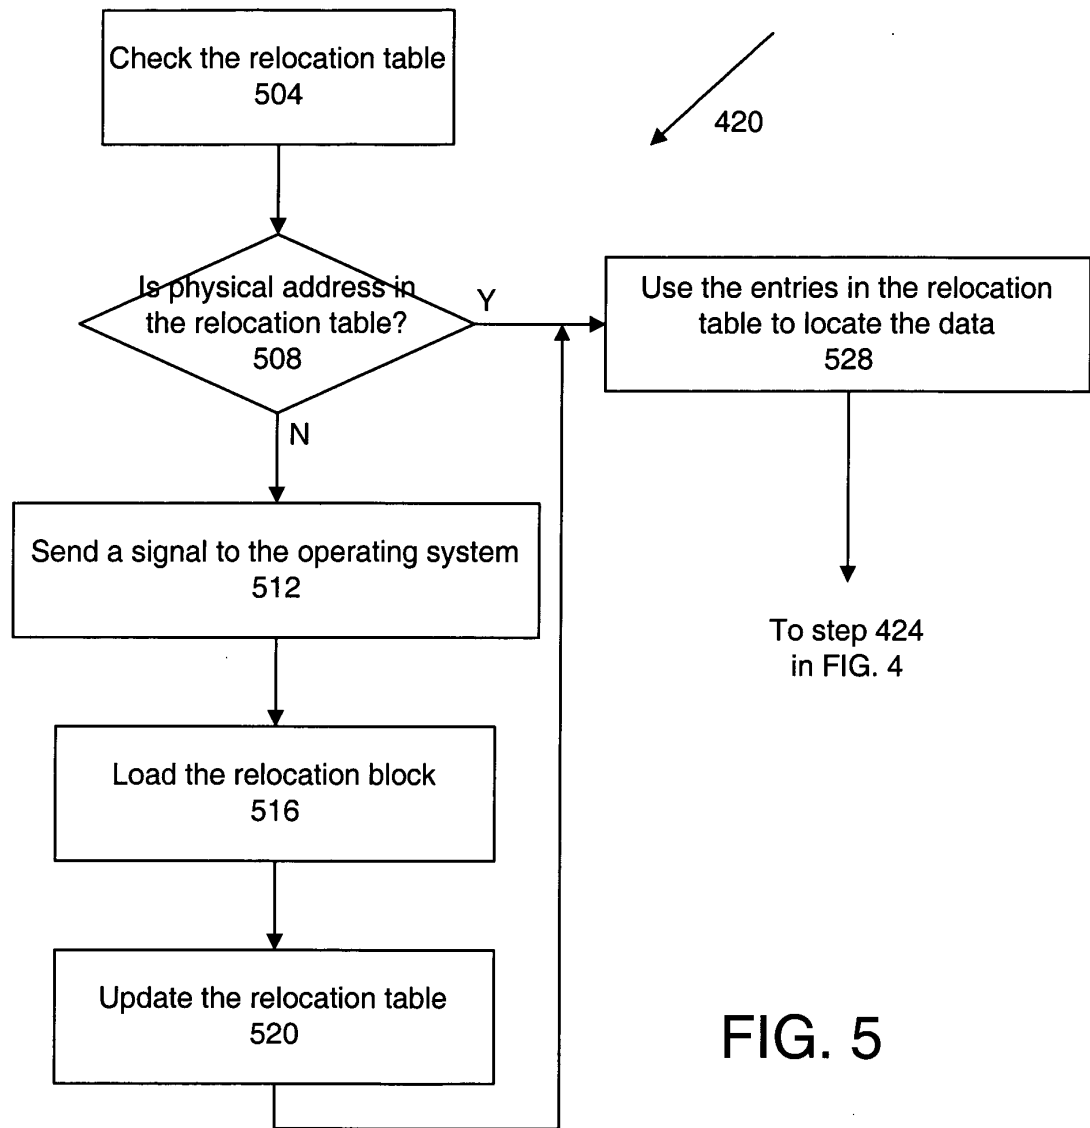 Check the relocation table
504
420
Is physical address in
the relocation table?
508
Y
Use the entries in the relocation
table to locate the data
528
N
Send a signal to the operating system
512
To step 424
in FIG. 4
Load the relocation block
516
Update the relocation table
520
FIG. 5